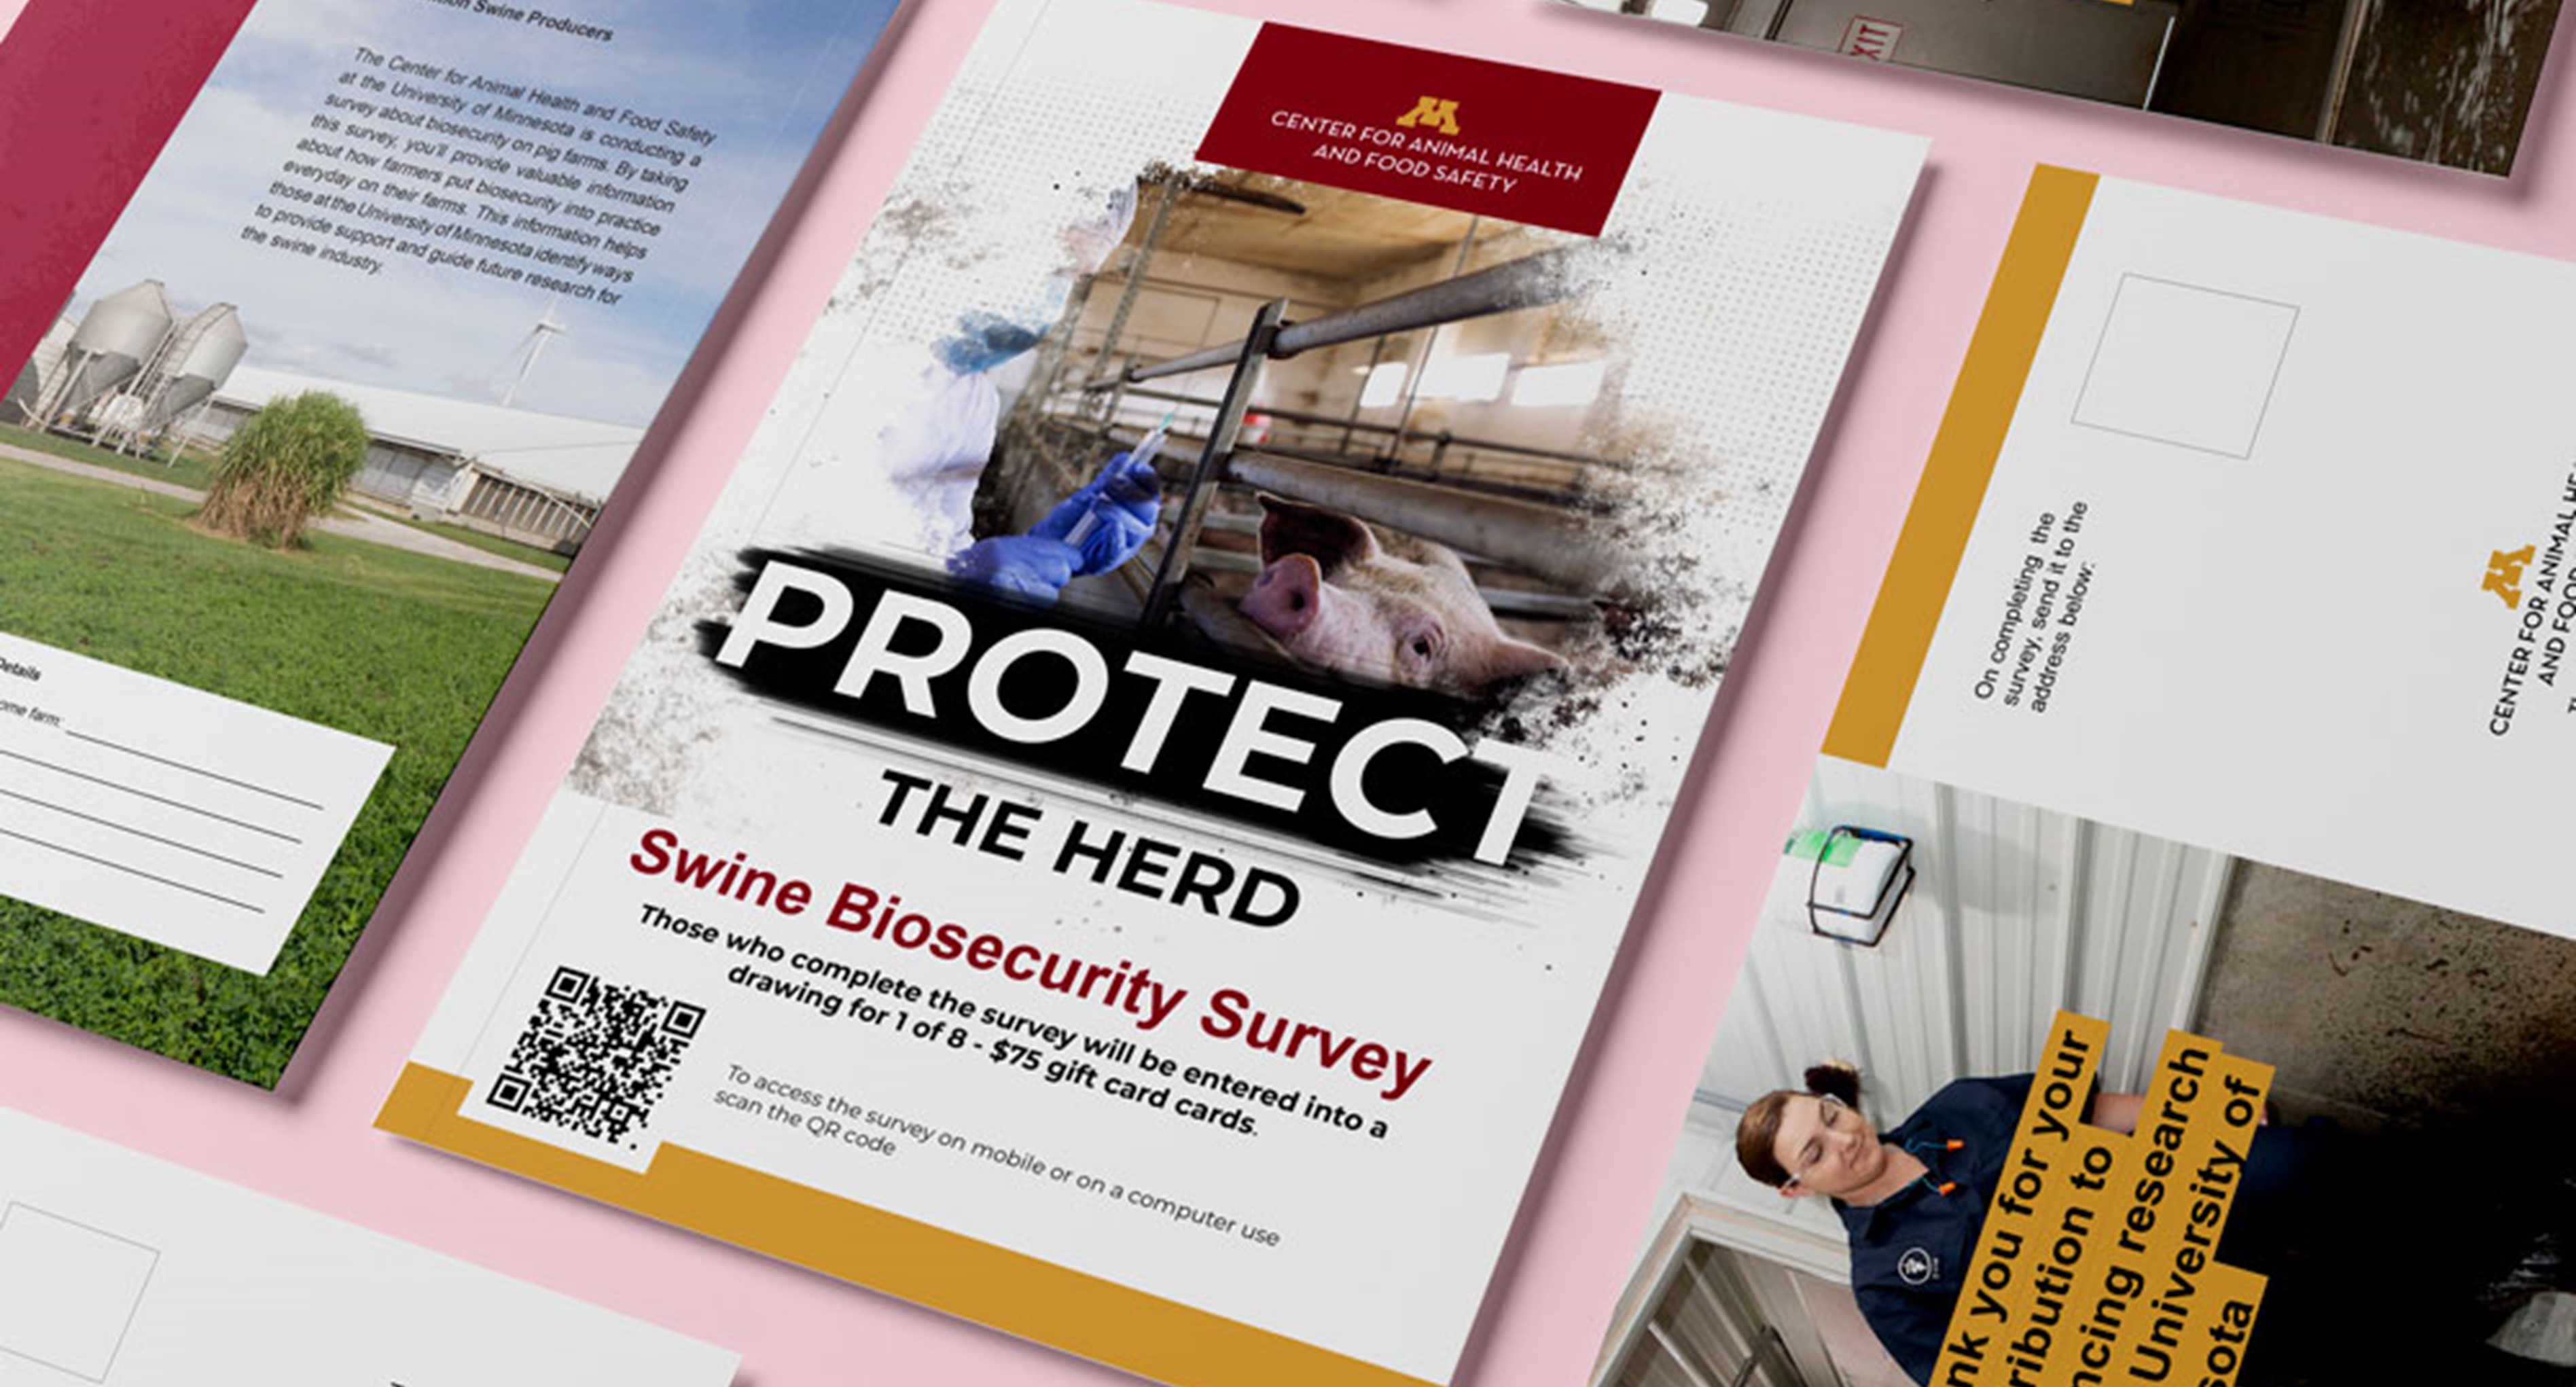 Swine Producers
The Center for Animal Health and Food Safety
at the University of Minnesota is conducting a
survey about biosecurity on pig farms. By taking
this survey, you'll provide valuable information
about how farmers put biosecurity into practice
everyday on their farms. This information helps
those at the University of Minnesota identify ways
to provide support and guide future research for
the swine industry.
Details
farm:
CENTER FOR ANIMAL HEALTH
AND FOOD SAFETY
PROTECT
THE HERD
Swine Biosecurity Survey
Those who complete the survey will be entered into a
drawing for 1 of 8 - $75 gift card cards.
To access the survey on mobile or on a computer use
scan the QR code
XIT
On completing the
survey, send it to the
address below:
M
CENTER FOR ANIMAL HE
AND FOOD
nk you for your
ribution to
ncing research
University of
sota